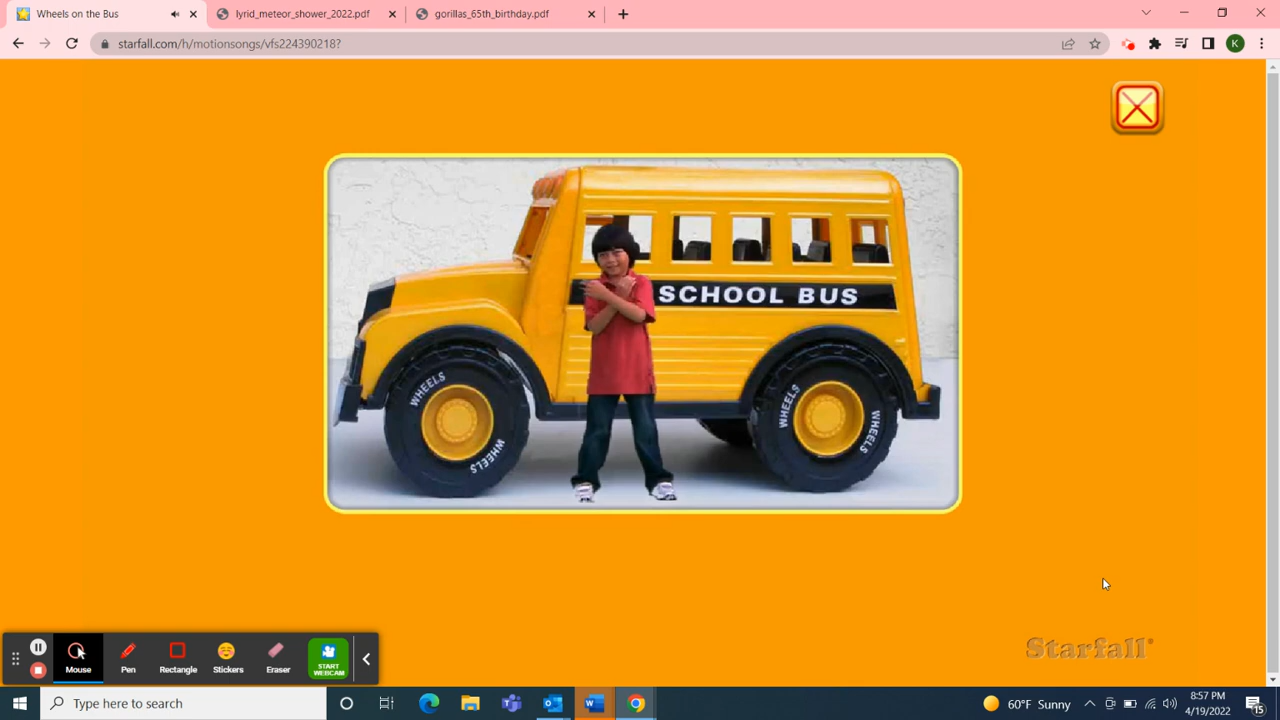 Wheels on the Bus
lyrid_meteor_shower_2022.pdf
gorillas_65th_birthday.pdf
starfall.com/h/motionsongs/vfs224390218?
K
SCHOOL BUS
WHEELS
WHEELS
WHEELS
WHEELS
Starfall®
Mouse
Pen
Rectangle
Stickers
Eraser
START
WEBCAM
Type here to search
60°F Sunny
8:57 PM
4/19/2022
15